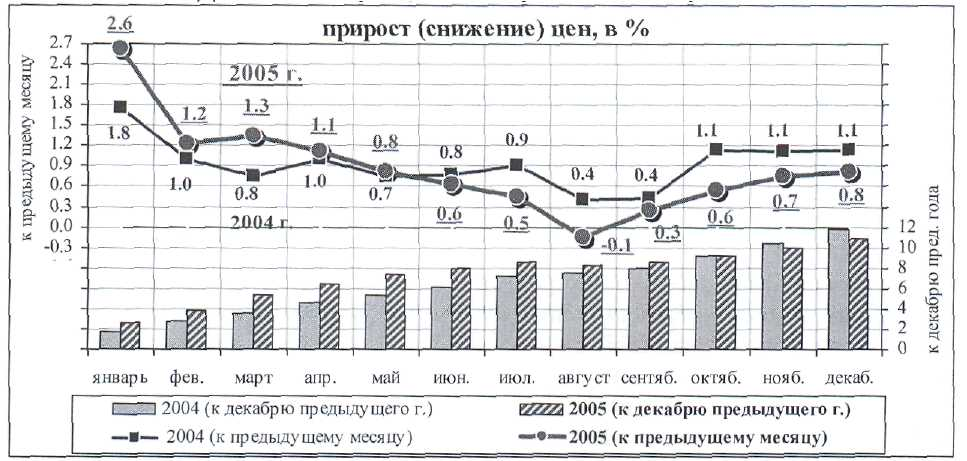 прирост (снижение) цен, в %
2.6
2.7
2.4
2.1
1.8
1.5
1.2
0.9
0.6
0.3
0.0
-0.3
к предыдущему месяцу
2005 г.
1.2 1.3 1.1 0.8 0.8 0.9 1.1 1.1 1.1
1.8 1.0 0.8 1.0 0.7 0.4 0.4
2004 г.
0.6 0.5 -0.1 0.3 0.6 0.7 0.8
12
10
8
6
4
2
0
к декабрю пред. года
январь фев. март апр. май июн. июл. август сентяб. октяб. нояб. декаб.
2004 (к декабрю предыдущего г.) 2005 (к декабрю предыдущего г.)
2004 (к предыдущему месяцу) 2005 (к предыдущему месяцу)